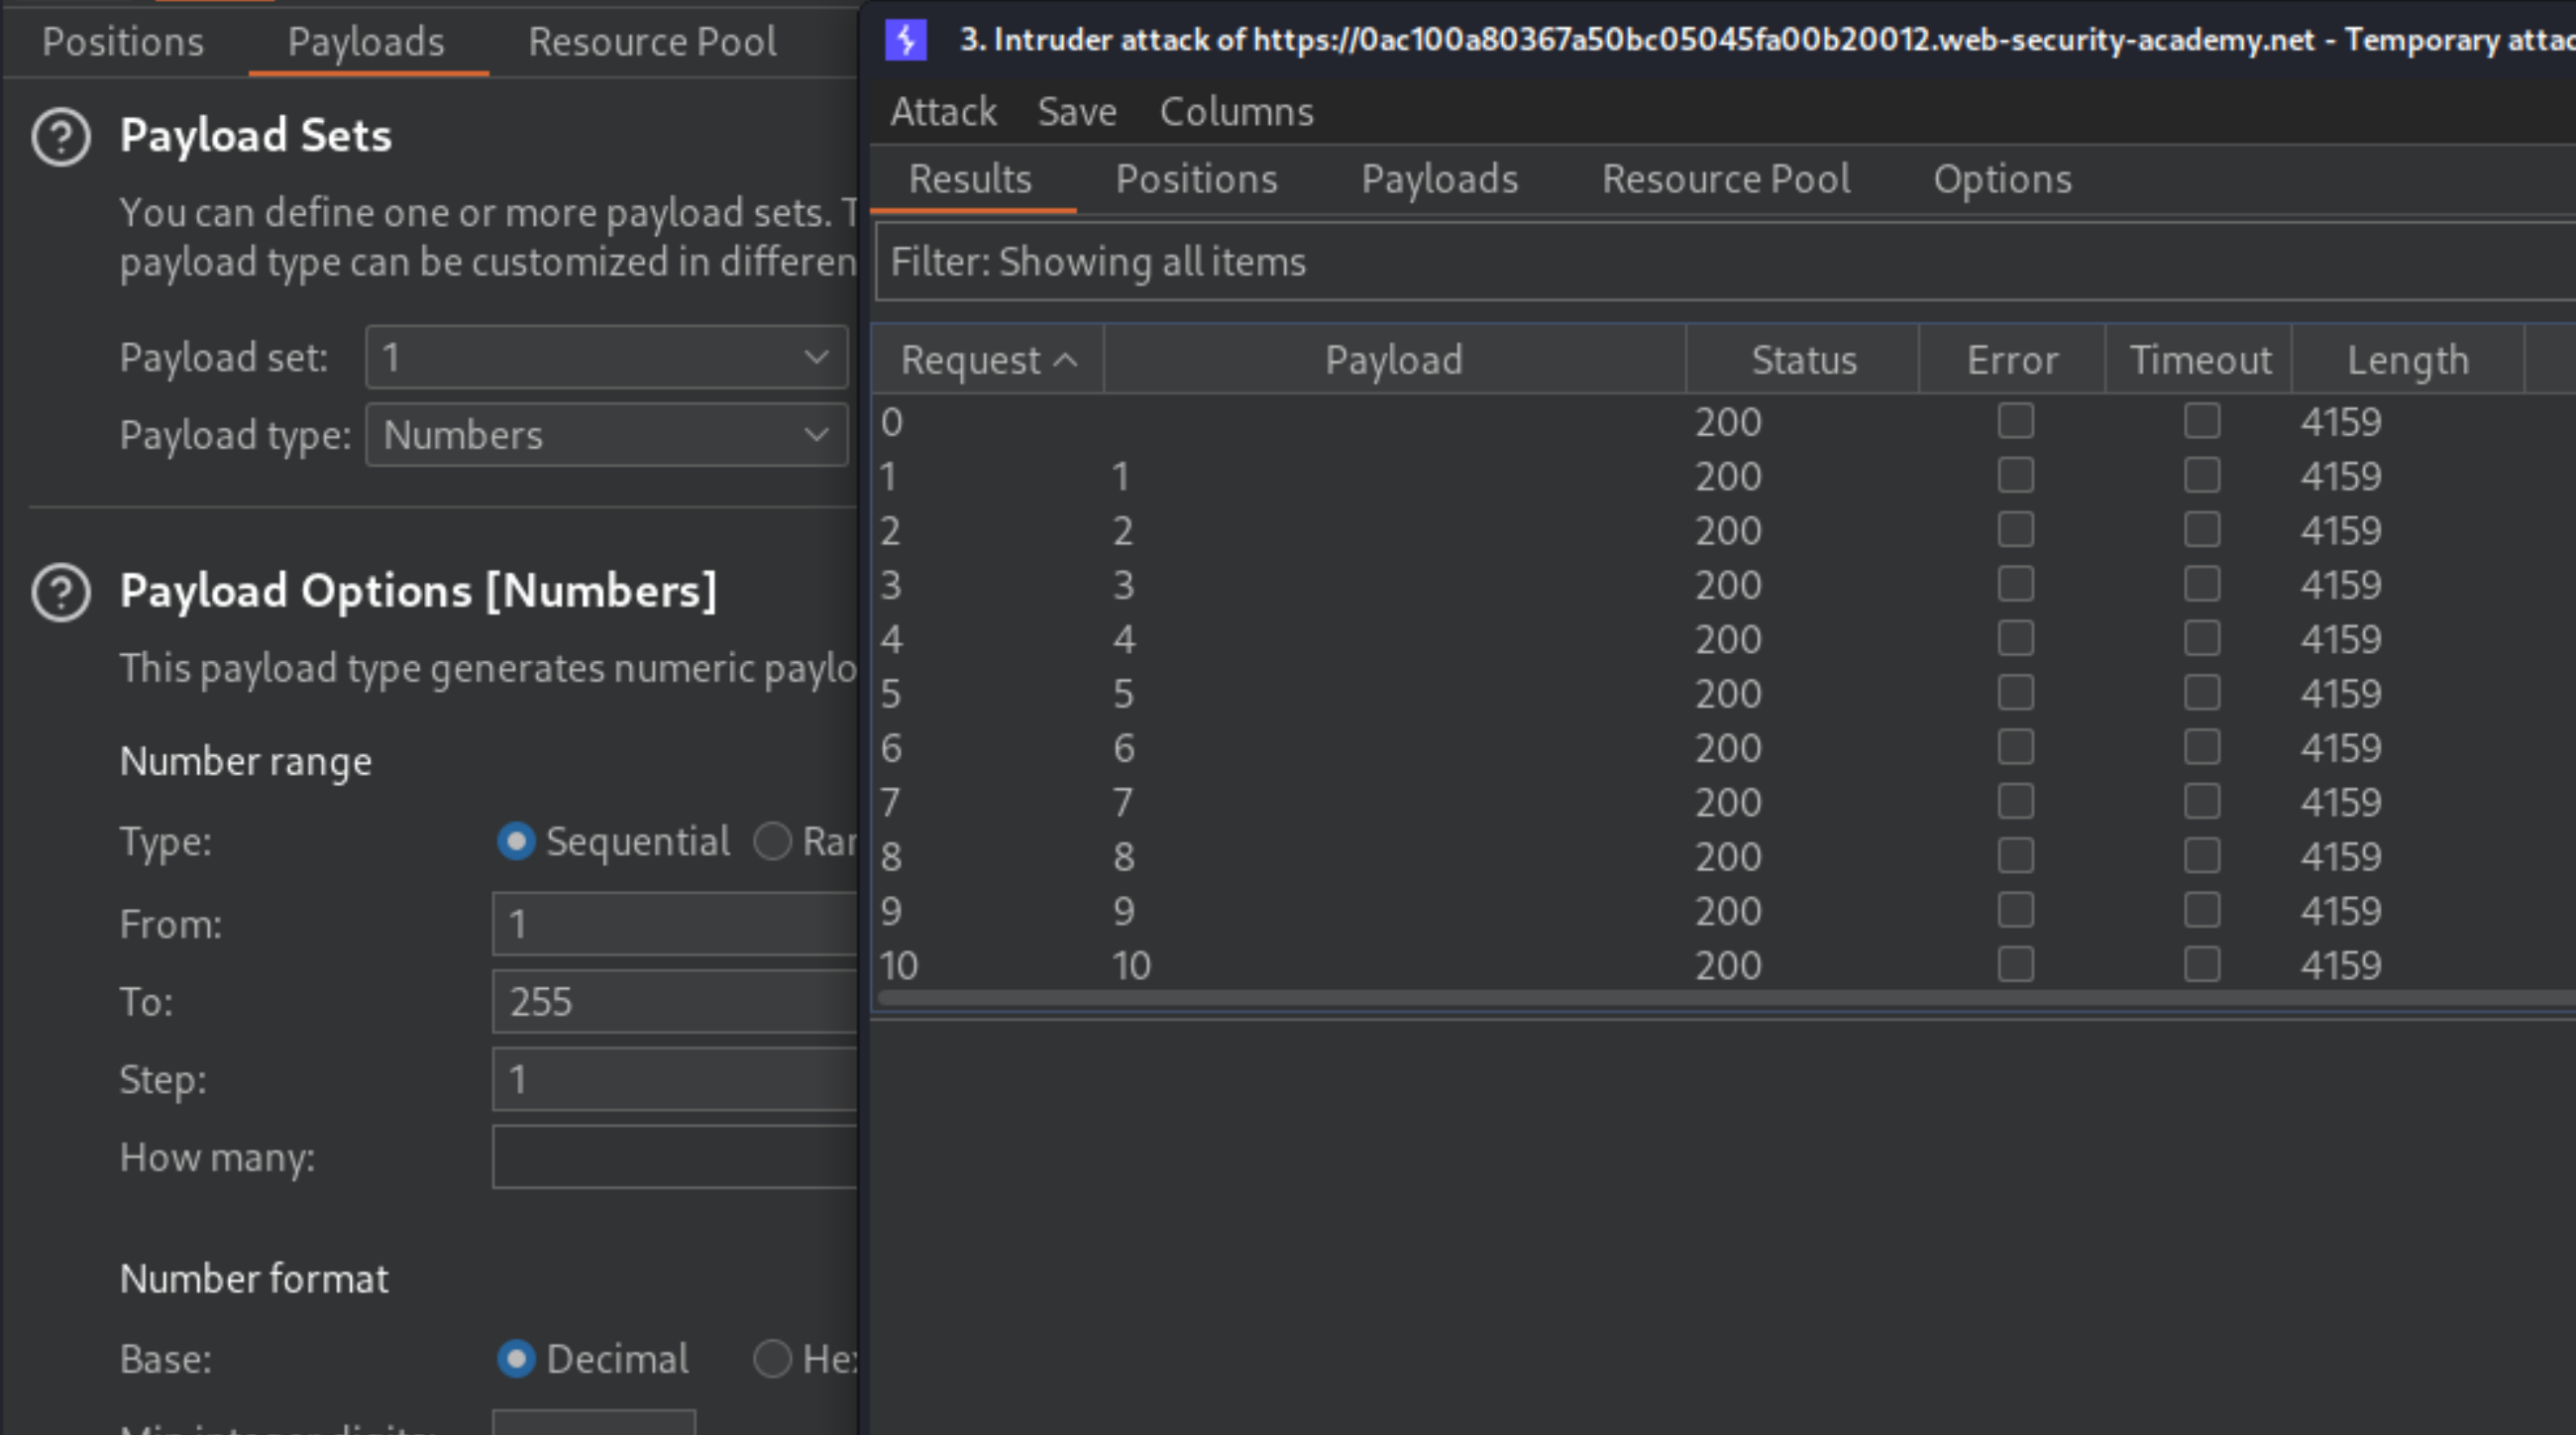 Positions Payloads Resource Pool
Payload Sets
You can define one or more payload sets. T
payload type can be customized in differen
Payload set: 1
Payload type: Numbers
Payload Options [Numbers]
This payload type generates numeric paylo
Number range
Type: Sequential Rar
From: 1
To: 255
Step: 1
How many:
Number format
Base: Decimal Hex
3. Intruder attack of https://0ac100a80367a50bc05045fa00b20012.web-security-academy.net - Temporary attac
Attack Save Columns
Results Positions Payloads Resource Pool Options
Filter: Showing all items
Request Payload Status Error Timeout Length
0 200 4159
1 1 200 4159
2 2 200 4159
3 3 200 4159
4 4 200 4159
5 5 200 4159
6 6 200 4159
7 7 200 4159
8 8 200 4159
9 9 200 4159
10 10 200 4159